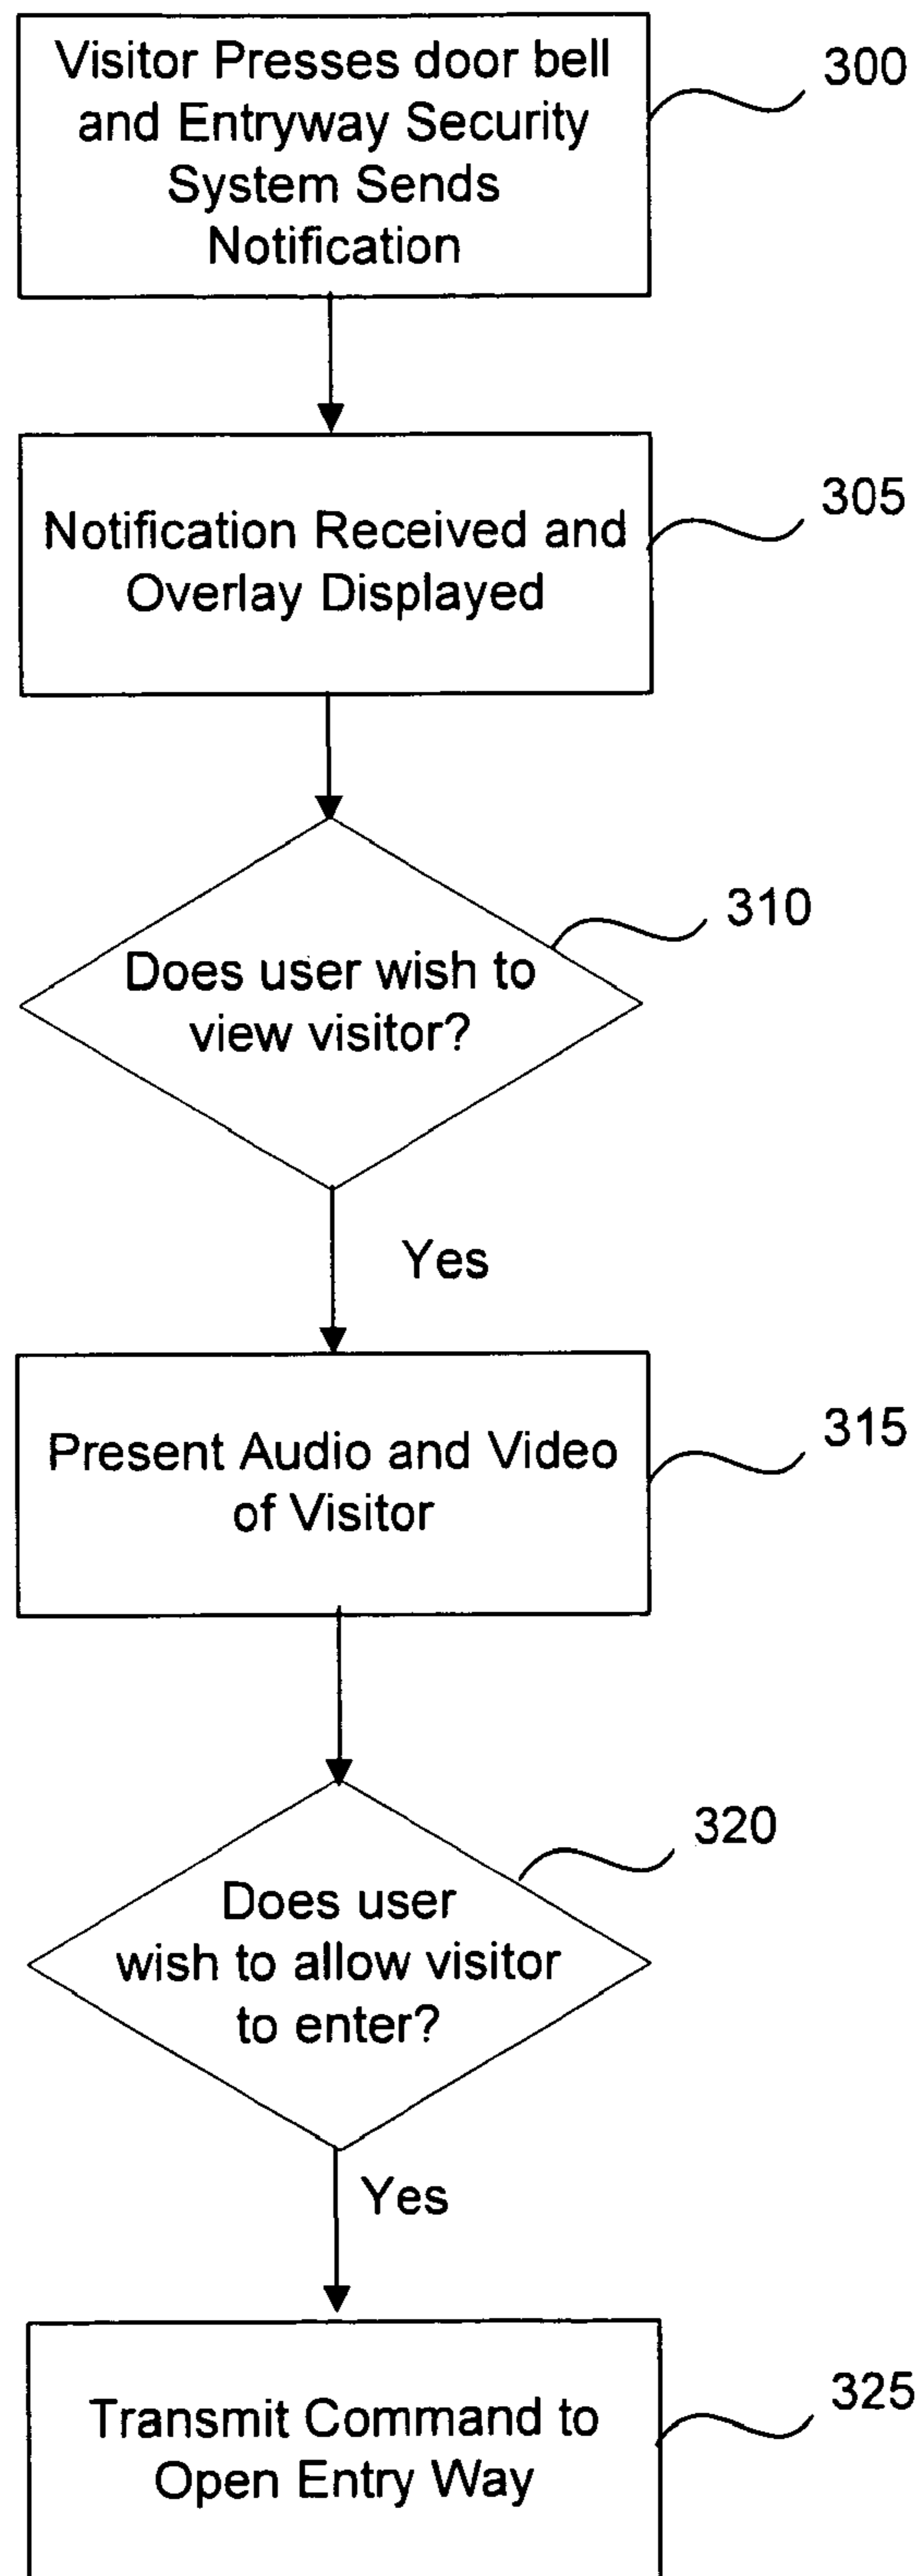 Visitor Presses door bell
and Entryway Security
System Sends
Notification
300
Notification Received and
Overlay Displayed
305
Does user wish to
view visitor?
310
Yes
Present Audio and Video
of Visitor
315
Does user
wish to allow visitor
to enter?
320
Yes
Transmit Command to
Open Entry Way
325